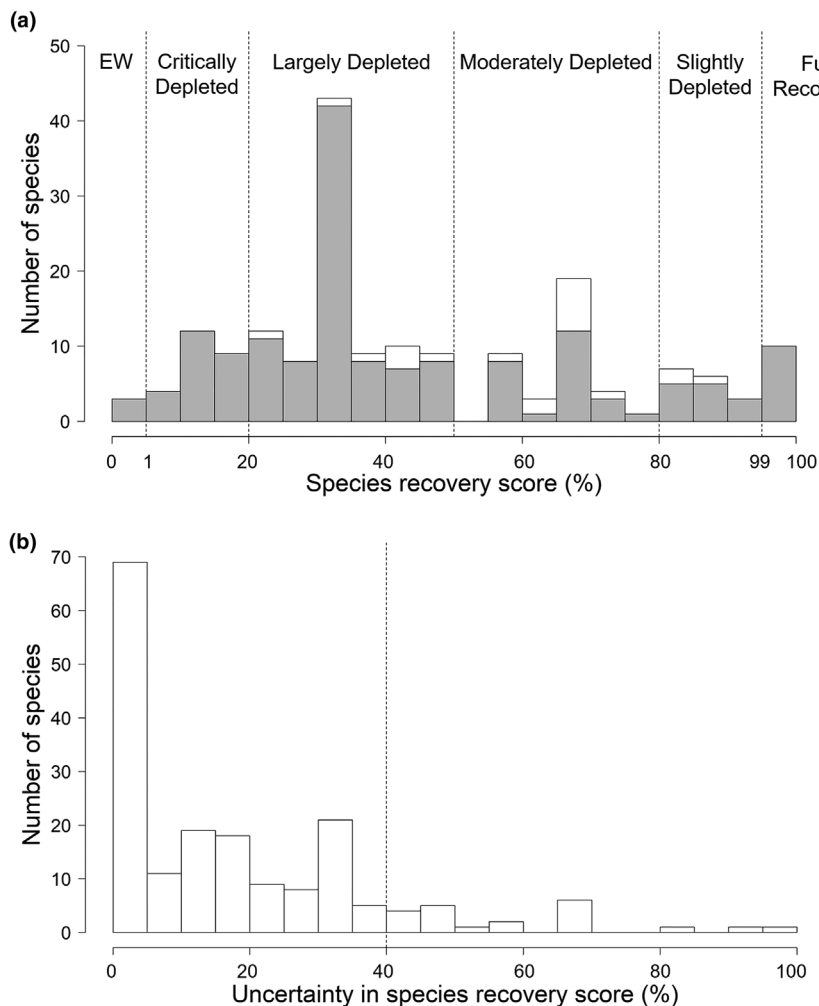 (a)
EW
Critically
Depleted
Largely Depleted
Moderately Depleted
Slightly
Depleted
Fu
Reco
Number of species
50
40
30
20
10
0
0 1 20 40 60 80 99 100
Species recovery score (%)
(b)
Number of species
70
60
50
40
30
20
10
0
0 20 40 60 80 100
Uncertainty in species recovery score (%)